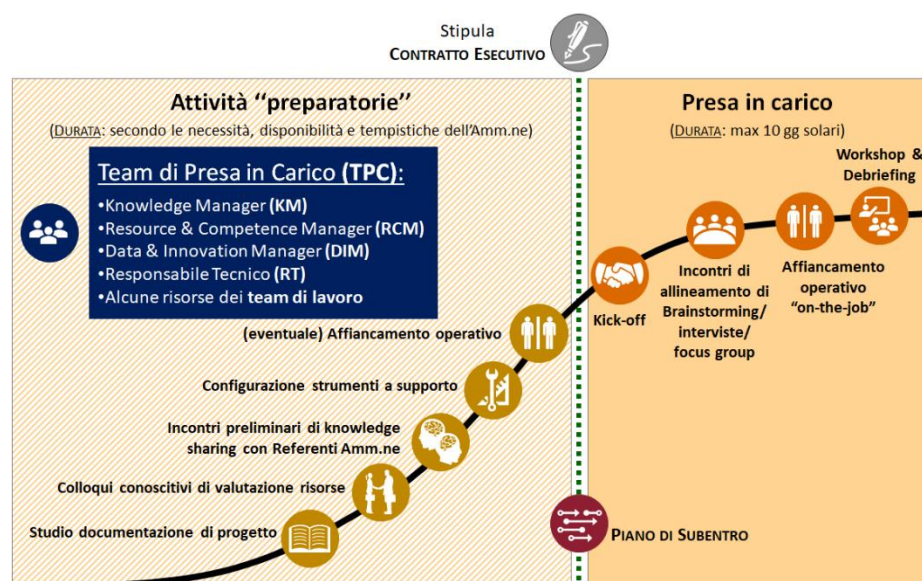 Stipula
CONTRATTO ESECUTIVO
Attività “preparatorie”
(DURATA: secondo le necessità, disponibilità e tempistiche dell’Amm.ne)
Team di Presa in Carico (TPC):
•Knowledge Manager (KM)
•Resource & Competence Manager (RCM)
•Data & Innovation Manager (DIM)
•Responsabile Tecnico (RT)
•Alcune risorse dei team di lavoro
(eventuale) Affiancamento operativo
Configurazione strumenti a supporto
Incontri preliminari di knowledge
sharing con Referenti Amm.ne
Colloqui conoscitivi di valutazione risorse
Studio documentazione di progetto
Presa in carico
(DURATA: max 10 gg solari)
Workshop &
Debriefing
Kick-off
Incontri di
allineamento di
Brainstorming/
interviste/
focus group
Affiancamento
operativo
“on-the-job”
PIANO DI SUBENTRO